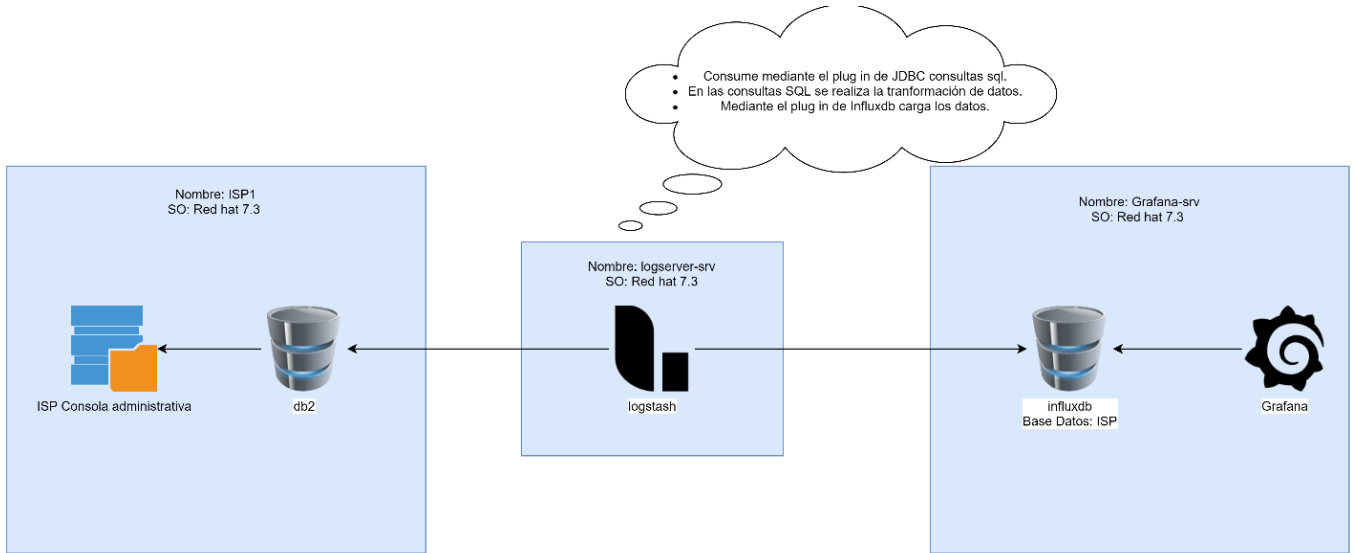 Consume mediante el plug in de JDBC consultas sql.
En las consultas SQL se realiza la tranformación de datos.
Mediante el plug in de Influxdb carga los datos.
Nombre: ISP1
SO: Red hat 7.3
ISP Consola administrativa
db2
Nombre: logserver-srv
SO: Red hat 7.3
logstash
Nombre: Grafana-srv
SO: Red hat 7.3
influxdb
Base Datos: ISP
Grafana